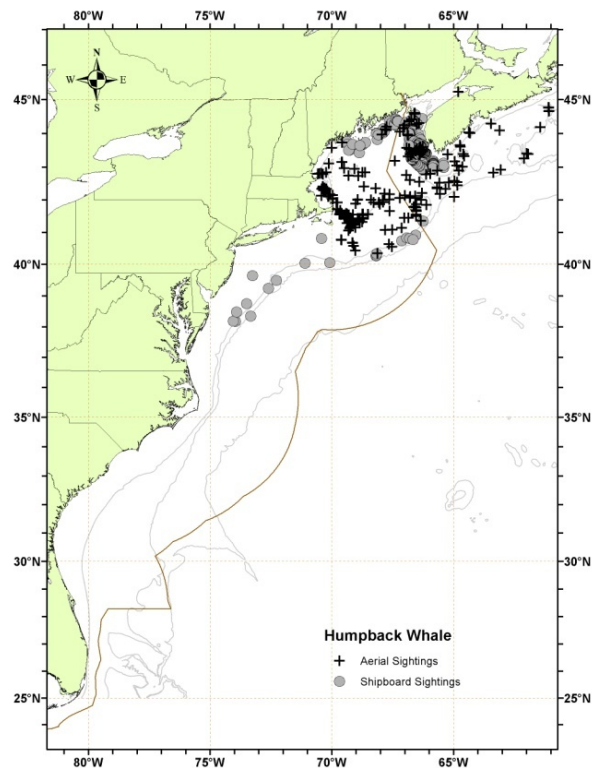 80°W 75°W 70°W 65°W
N
W E
S
45°N 45°N
40°N 40°N
35°N 35°N
30°N 30°N
Humpback Whale
Aerial Sightings
Shipboard Sightings
25°N 25°N
80°W 75°W 70°W 65°W